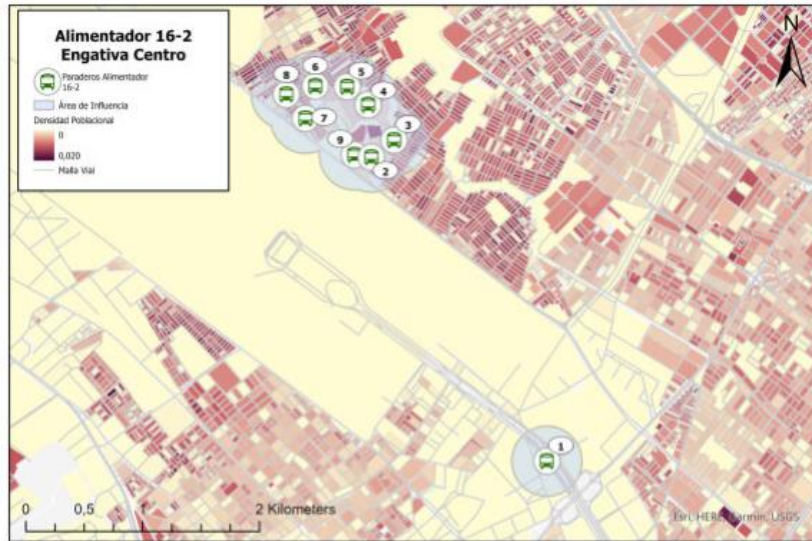 Alimentador 16-2
Engativa Centro
Paraderos Alimentador
16-2
Área de Influencia
Densidad Poblacional
0
0,020
Malla Vial
N
6
5
8
4
7
3
9
2
1
0 0,5 1 2 Kilometers
Esri, HERE, Garmin, USGS